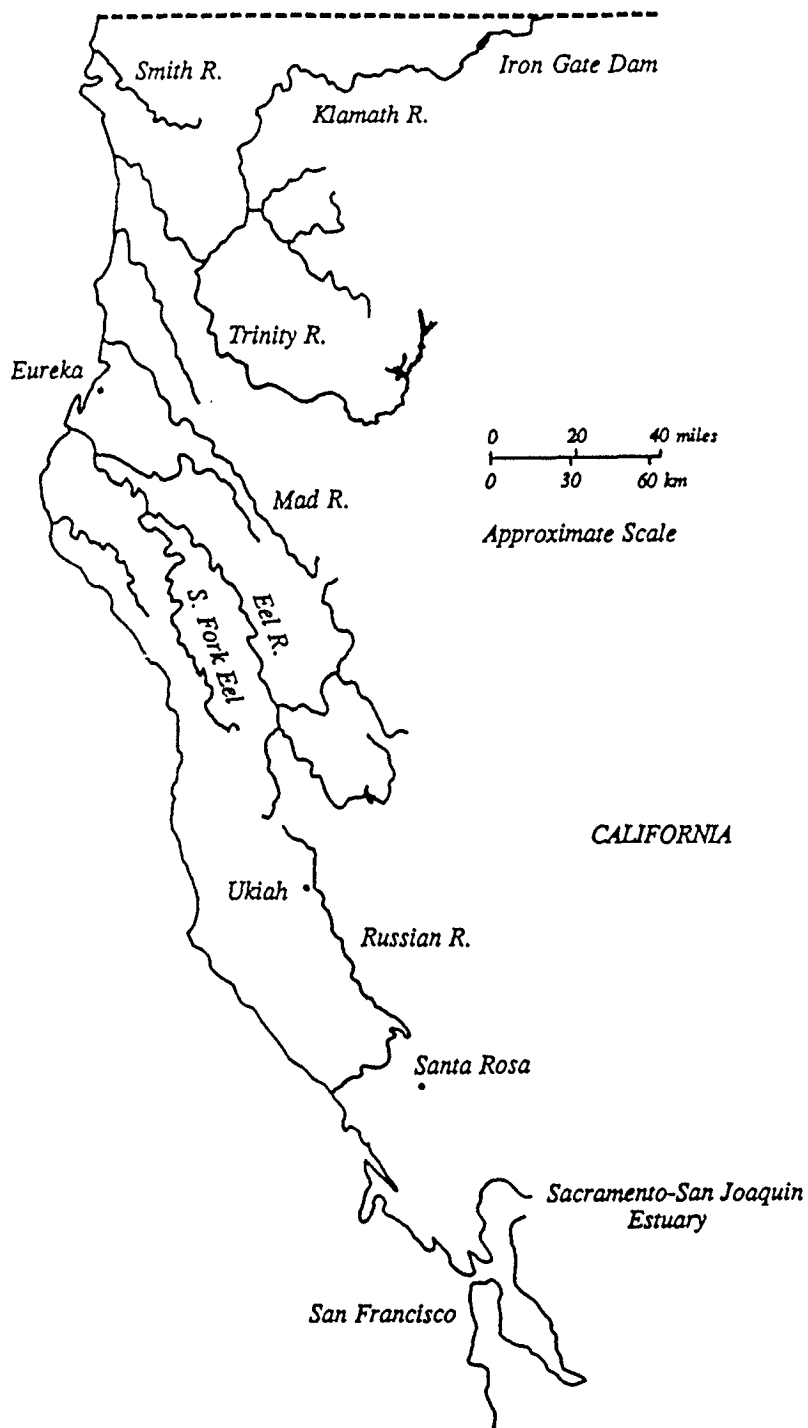 Smith R.
Iron Gate Dam
Klamath R.
Trinity R.
Eureka
0 20 40 miles
0 30 60 km
Approximate Scale
Mad R.
Eel R.
S. Fork Eel
CALIFORNIA
Ukiah
Russian R.
Santa Rosa
Sacramento-San Joaquin
Estuary
San Francisco